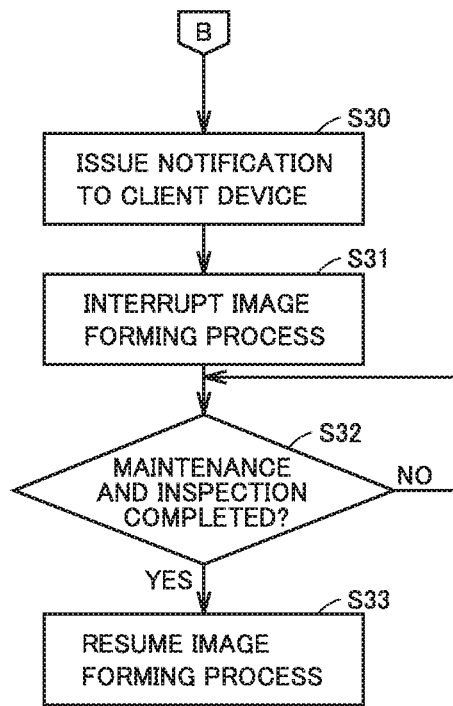 B
S30
ISSUE NOTIFICATION
TO CLIENT DEVICE
S31
INTERRUPT IMAGE
FORMING PROCESS
S32
MAINTENANCE
AND INSPECTION
COMPLETED?
NO
YES
S33
RESUME IMAGE
FORMING PROCESS